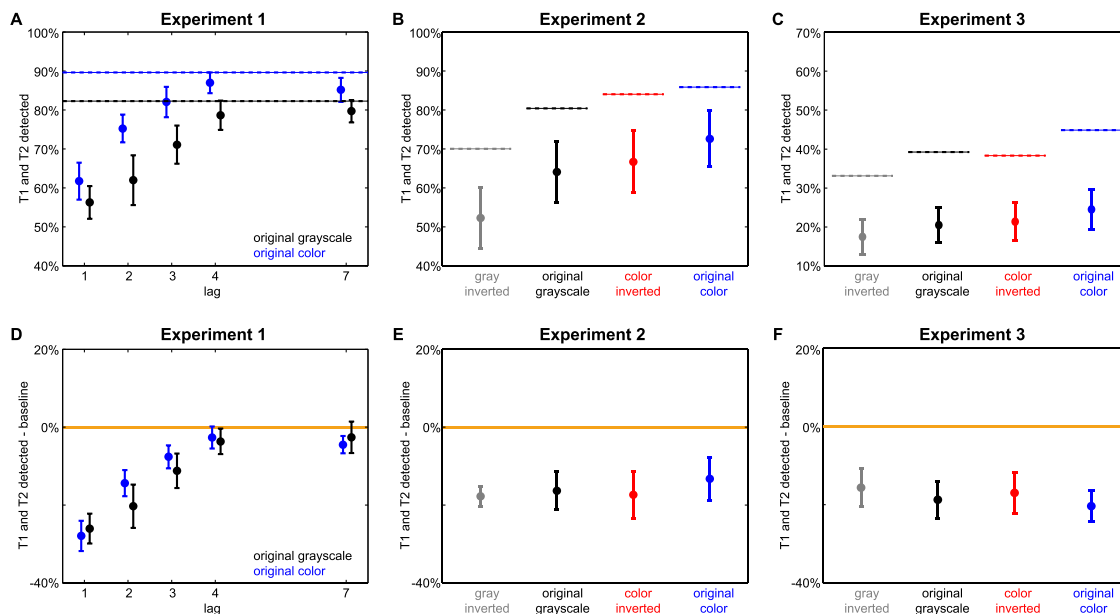 A
Experiment 1
T1 and T2 detected
100%
90%
80%
70%
60%
50%
40%
original grayscale
original color
1
2
3
4
7
lag
B
Experiment 2
T1 and T2 detected
100%
90%
80%
70%
60%
50%
40%
gray
inverted
original
grayscale
color
inverted
original
color
C
Experiment 3
T1 and T2 detected
70%
60%
50%
40%
30%
20%
10%
gray
inverted
original
grayscale
color
inverted
original
color
D
Experiment 1
T1 and T2 detected - baseline
20%
0%
-40%
original grayscale
original color
1
2
3
4
7
lag
E
Experiment 2
T1 and T2 detected - baseline
20%
0%
-40%
gray
inverted
original
grayscale
color
inverted
original
color
F
Experiment 3
T1 and T2 detected - baseline
20%
0%
-40%
gray
inverted
original
grayscale
color
inverted
original
color